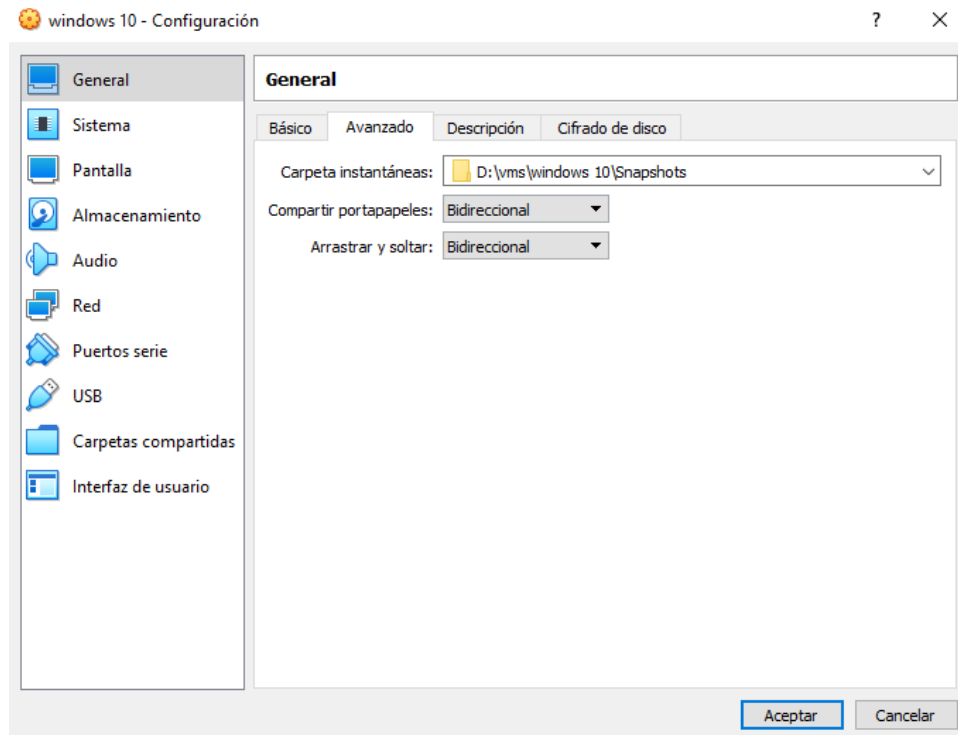 windows 10 - Configuración
?
General
Sistema
Pantalla
Almacenamiento
Audio
Red
Puertos serie
USB
Carpetas compartidas
Interfaz de usuario
General
Básico Avanzado Descripción Cifrado de disco
Carpeta instantáneas: D:\vms\windows 10\Snapshots
Compartir portapapeles: Bidireccional
Arrastrar y soltar: Bidireccional
Aceptar Cancelar